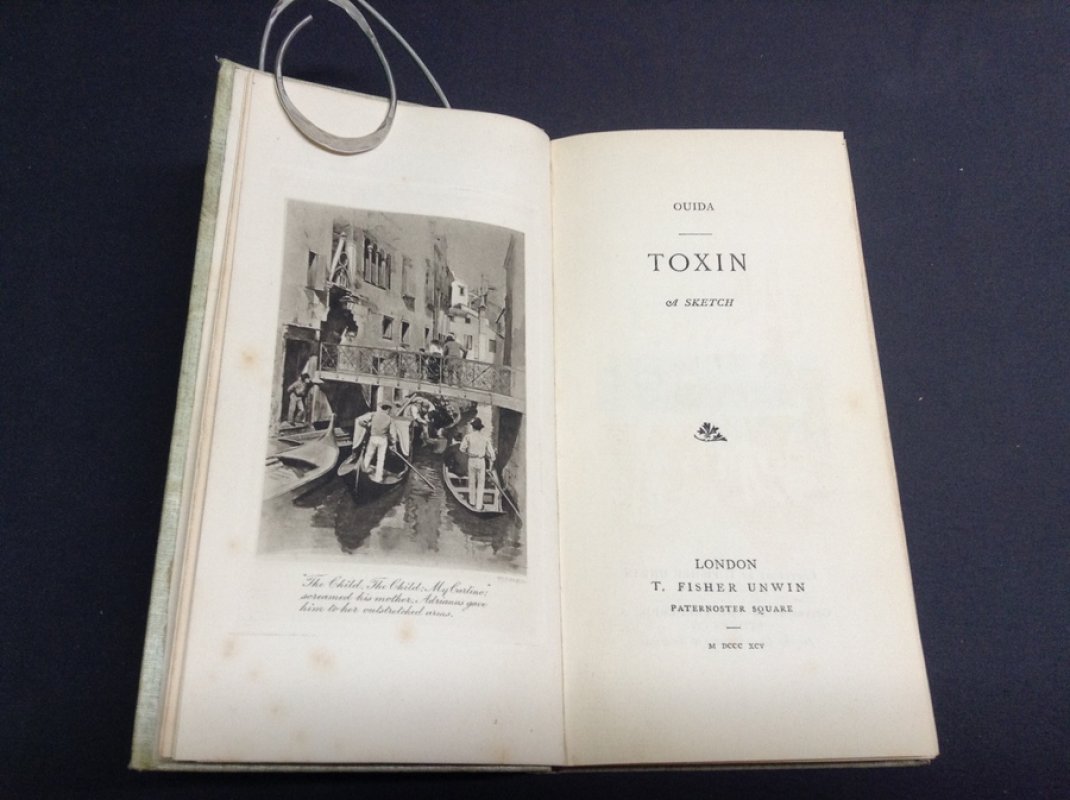 "The Child, The Child; My Carlino;"
screamed his mother, Adrianus gave
him to her outstretched arms.
OUIDA
TOXIN
A SKETCH
LONDON
T. FISHER UNWIN
PATERNOSTER SQUARE
M DCCC XCV